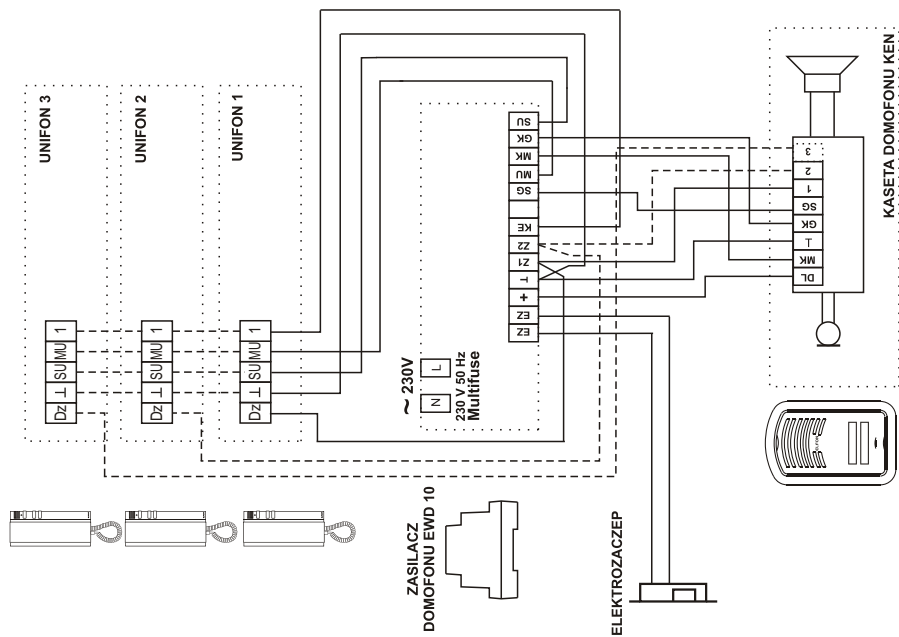 UNIFON 3
UNIFON 2
UNIFON 1
1
MU
SU
⊥
Dz
1
MU
SU
⊥
Dz
1
MU
SU
⊥
Dz
SU
GK
MK
MU
SG
KE
Z2
Z1
⊥
+
EZ
EZ
~ 230V
L
N
230 V 50 Hz
Multifuse
3
2
1
SG
GK
⊥
MK
DL
KASETA DOMOFONU KEN
ZASILACZ
DOMOFONU EWD 10
ELEKTROZACZEP